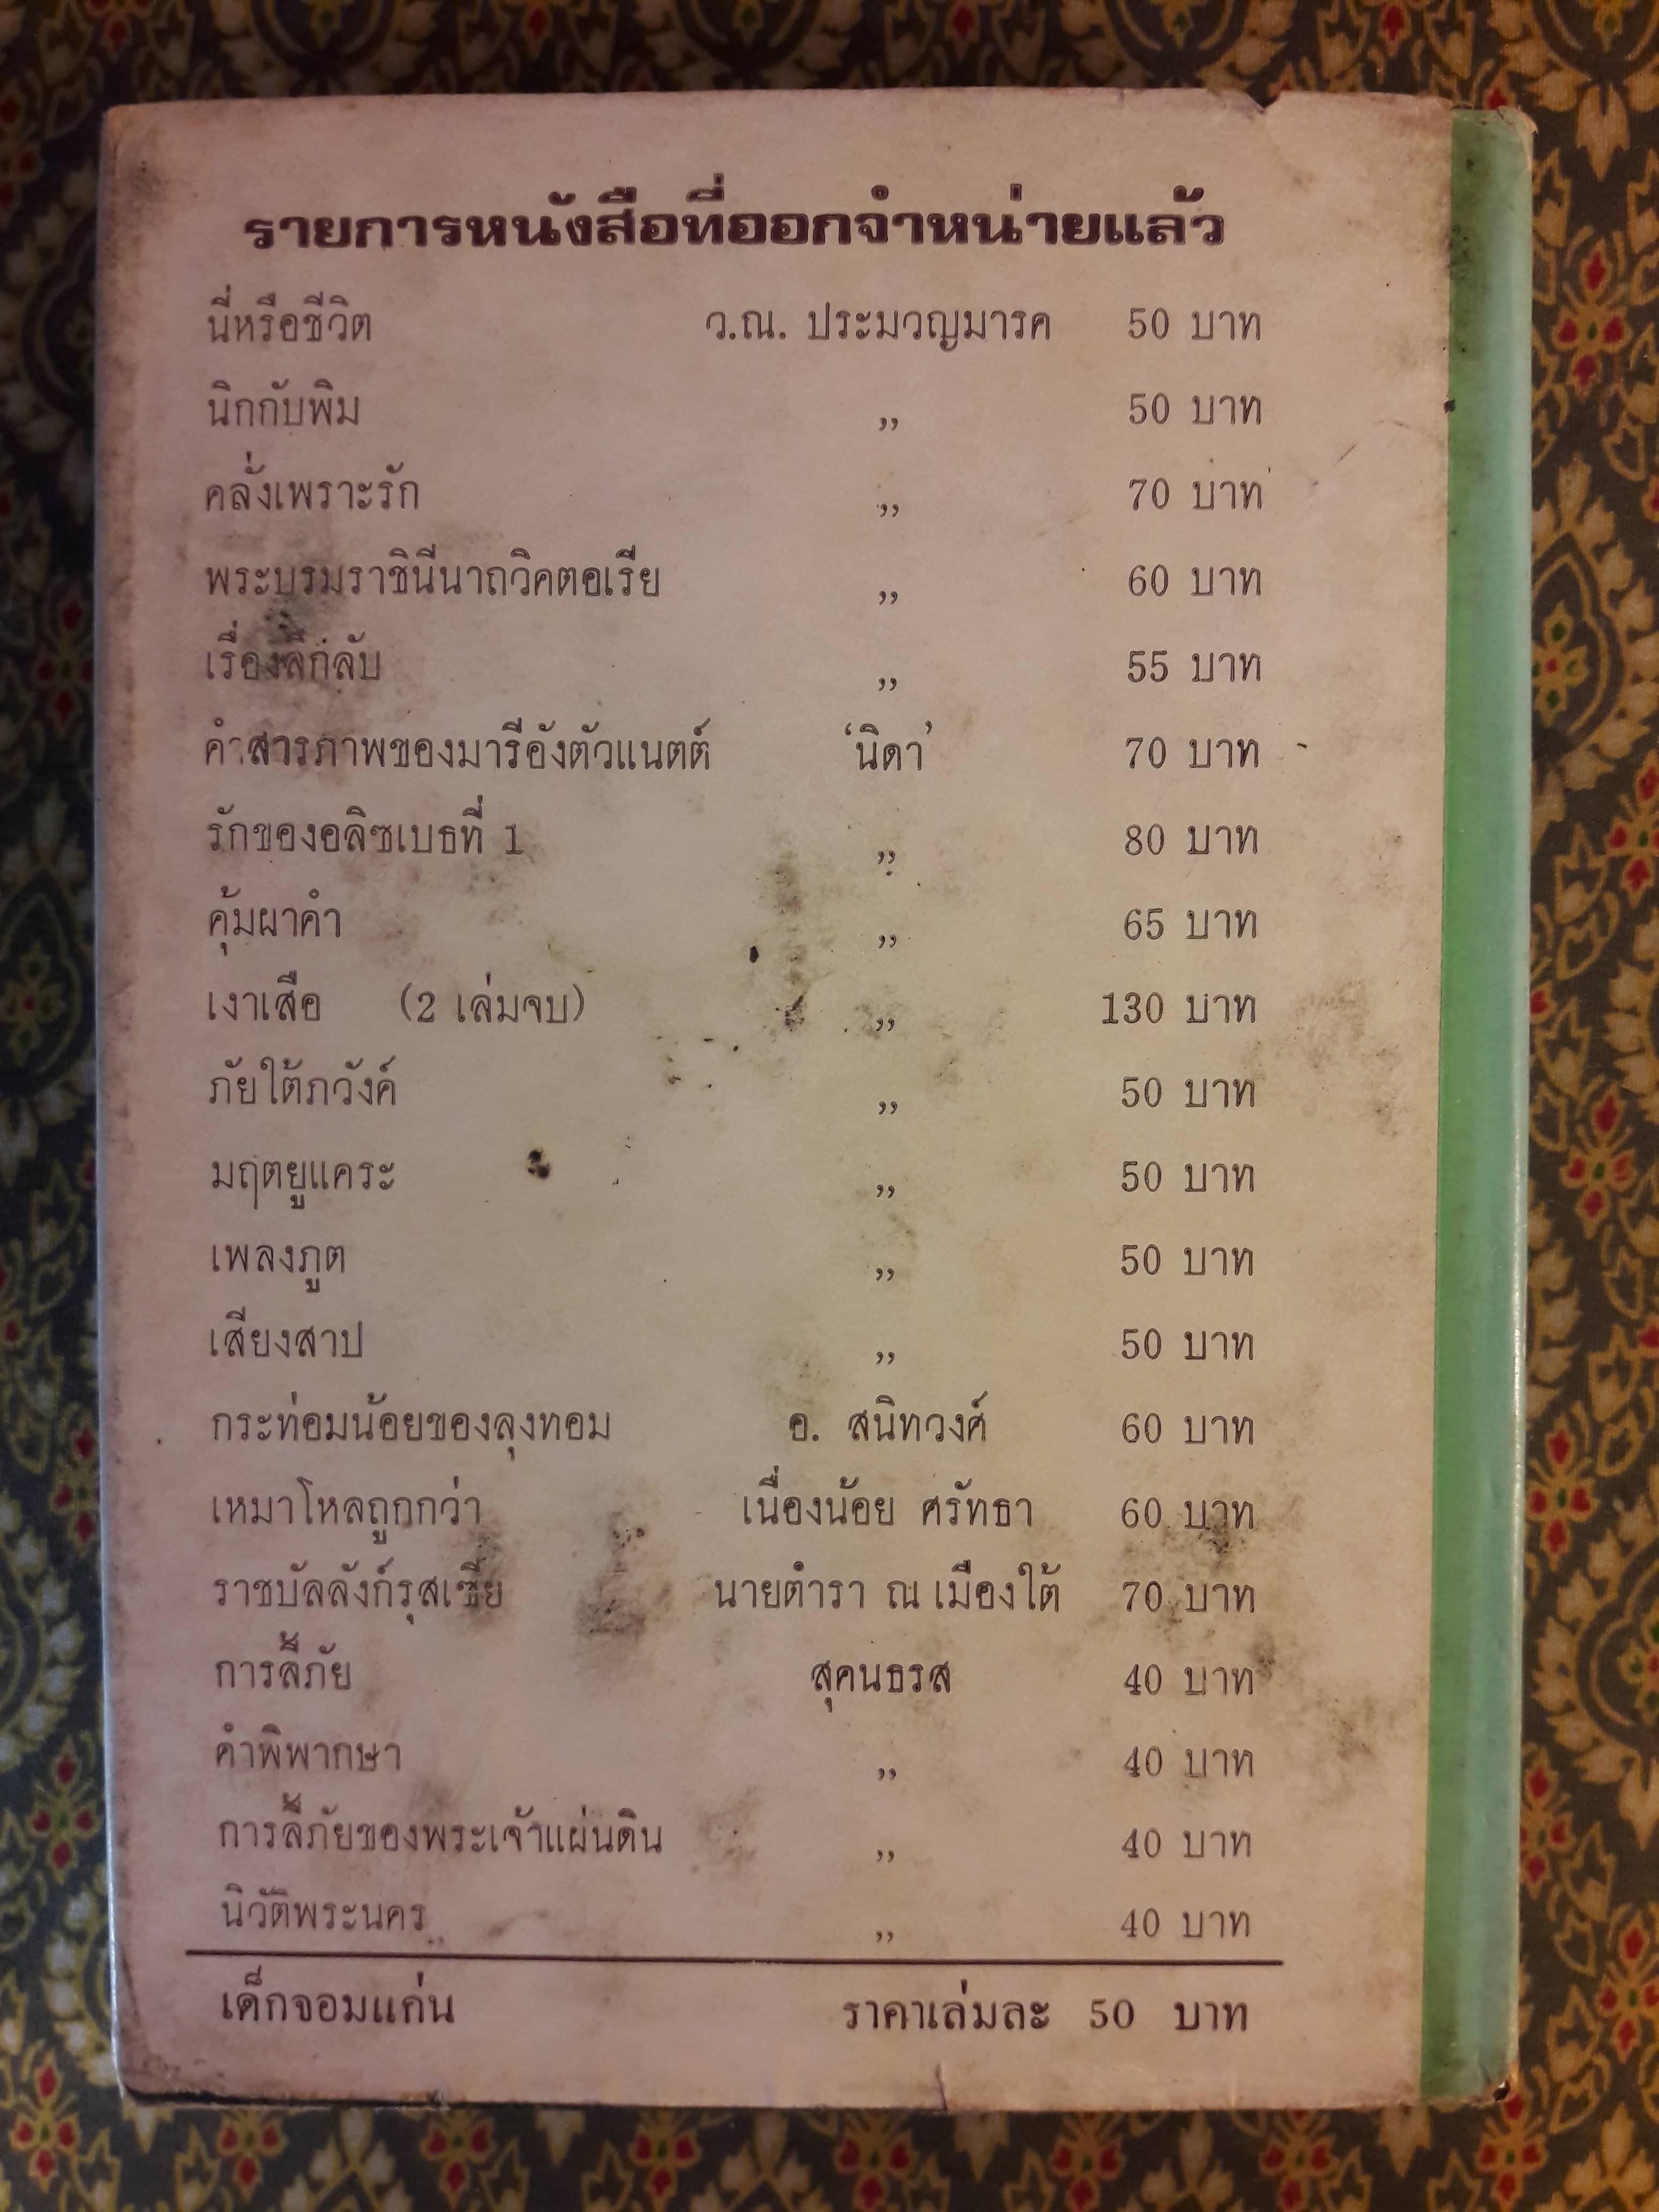 รายการหนังสือที่ออกจำหน่ายแล้ว
นี่หรือชีวิต ว.ณ. ประมวญมารค 50 บาท
นิกกับพิม ,, 50 บาท
คลั่งเพราะรัก ,, 70 บาท
พระบรมราชินีนาถวิคตอเรีย ,, 60 บาท
เรื่องลึกลับ ,, 55 บาท
คำสารภาพของมารีอังตัวแนตต์ ‘นิดา’ 70 บาท
รักของอลิซเบธที่ 1 ,, 80 บาท
คุ้มผาคำ ,, 65 บาท
เงาเสือ (2 เล่มจบ) ,, 130 บาท
ภัยใต้ภวังค์ ,, 50 บาท
มฤตยูแคระ ,, 50 บาท
เพลงภูต ,, 50 บาท
เสียงสาป ,, 50 บาท
กระท่อมน้อยของลุงทอม อ. สนิทวงศ์ 60 บาท
เหมาโหลถูกกว่า เนื่องน้อย ศรัทธา 60 บาท
ราชบัลลังก์รุสเซีย นายตำรา ณ เมืองใต้ 70 บาท
การลี้ภัย สุคนธรส 40 บาท
คำพิพากษา ,, 40 บาท
การลี้ภัยของพระเจ้าแผ่นดิน ,, 40 บาท
นิวัติพระนคร ,, 40 บาท
เด็กจอมแก่น ราคาเล่มละ 50 บาท